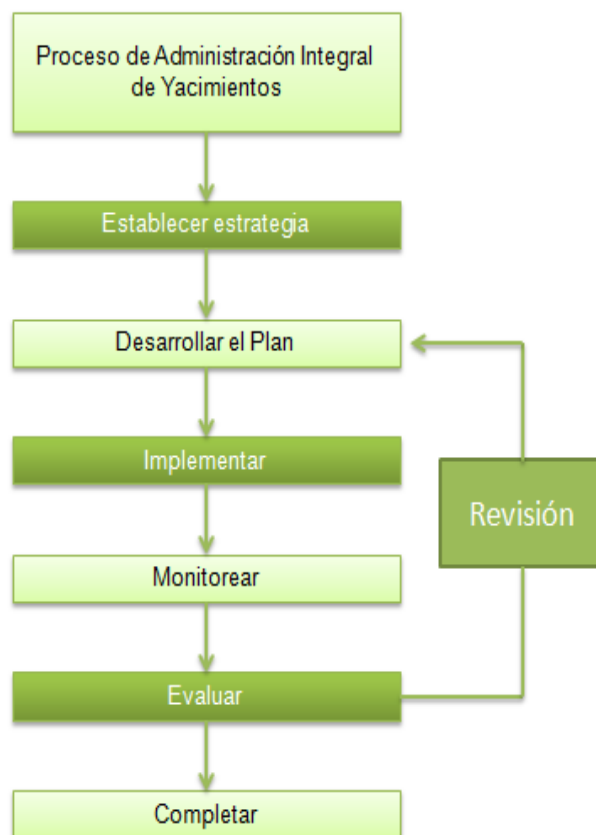 Proceso de Administración Integral
de Yacimientos
Establecer estrategia
Desarrollar el Plan
Implementar
Revisión
Monitorear
Evaluar
Completar